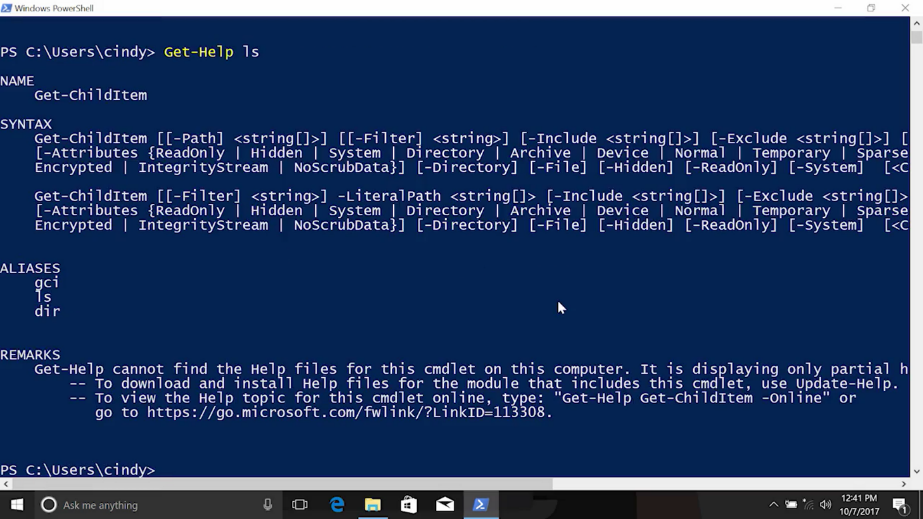 Windows PowerShell
PS C:\Users\cindy> Get-Help ls
NAME
Get-ChildItem
SYNTAX
Get-ChildItem [[-Path] <string[]>] [[-Filter] <string>] [-Include <string[]>] [-Exclude <string[]>] [
[-Attributes {ReadOnly | Hidden | System | Directory | Archive | Device | Normal | Temporary | Sparse
Encrypted | IntegrityStream | NoScrubData}] [-Directory] [-File] [-Hidden] [-ReadOnly] [-System] [<C
Get-ChildItem [[-Filter] <string>] -LiteralPath <string[]> [-Include <string[]>] [-Exclude <string[]>
[-Attributes {ReadOnly | Hidden | System | Directory | Archive | Device | Normal | Temporary | Sparse
Encrypted | IntegrityStream | NoScrubData}] [-Directory] [-File] [-Hidden] [-ReadOnly] [-System] [<C
ALIASES
gci
ls
dir
REMARKS
Get-Help cannot find the Help files for this cmdlet on this computer. It is displaying only partial h
-- To download and install Help files for the module that includes this cmdlet, use Update-Help.
-- To view the Help topic for this cmdlet online, type: "Get-Help Get-ChildItem -Online" or
go to https://go.microsoft.com/fwlink/?LinkID=113308.
PS C:\Users\cindy>
Ask me anything
12:41 PM
10/7/2017
1